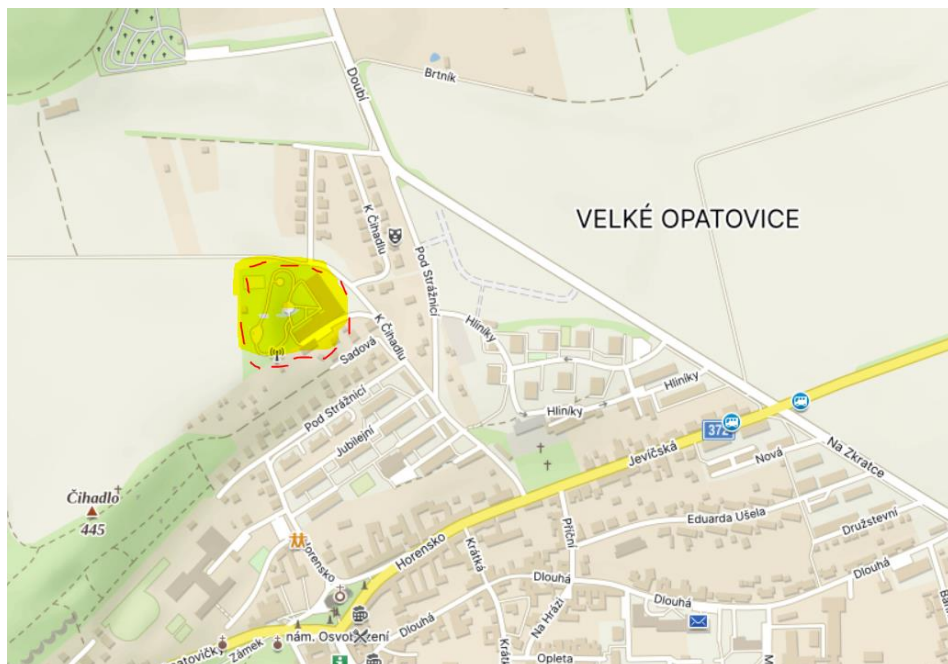 Brtník
Doubí
VELKÉ OPATOVICE
K Čihadlu
Pod Strážnicí
K Čihadlu
Hliníky
Sadová
Pod Strážnicí
Hliníky
Hliníky
Jubilejní
372
Jevíčská
Nová
Na Zkratce
Čihadlo
445
Horensko
Eduarda Ušela
Družstevní
Příční
Krátká
Horensko
Dlouhá
Dlouhá
Dlouhá
Na Hrázi
Dlouhá
nám. Osvobození
Zámek
Opleta